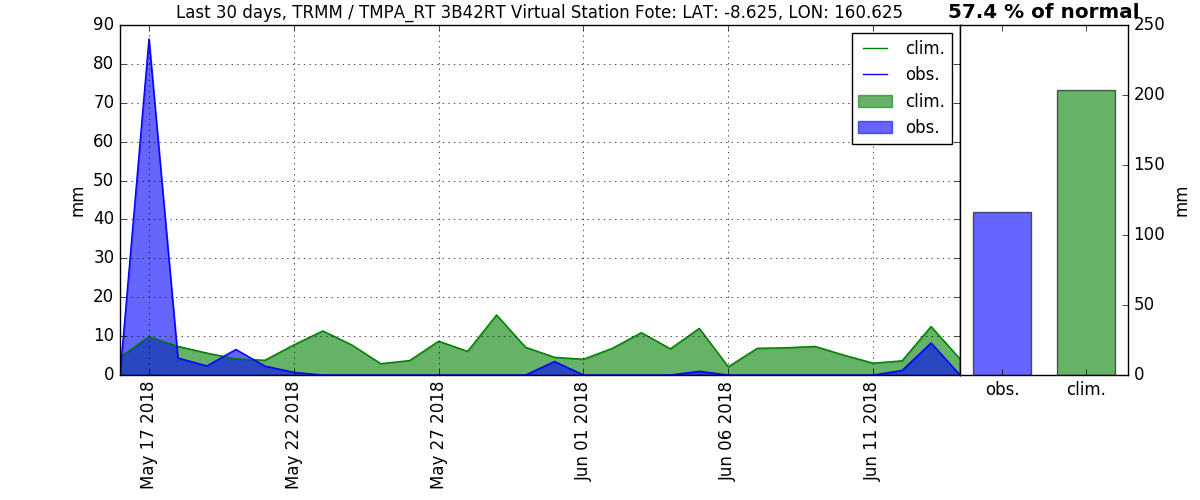 Last 30 days, TRMM / TMPA_RT 3B42RT Virtual Station Fote: LAT: -8.625, LON: 160.625
57.4 % of normal
90
80
70
60
50
40
30
20
10
0
mm
clim.
obs.
clim.
obs.
May 17 2018
May 22 2018
May 27 2018
Jun 01 2018
Jun 06 2018
Jun 11 2018
250
200
150
100
50
0
mm
obs.
clim.